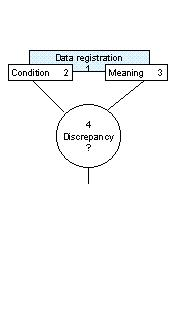 Data registration
1
Condition 2
Meaning 3
4
Discrepancy
?